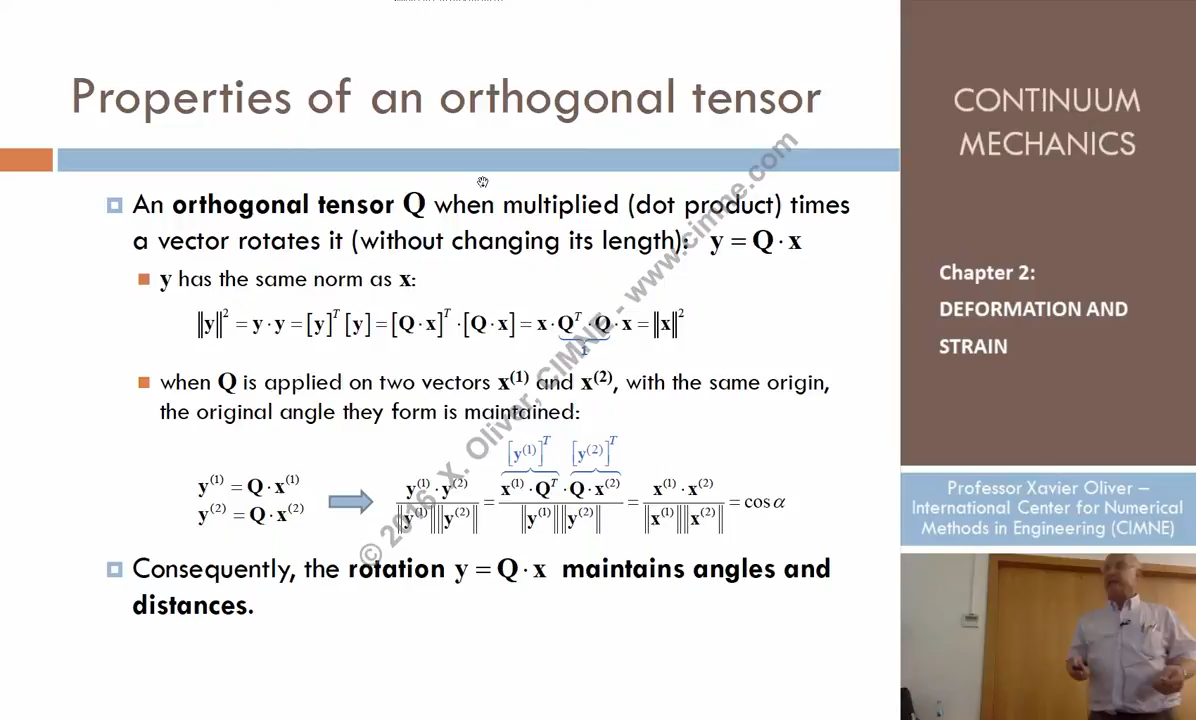 Properties of an orthogonal tensor
An orthogonal tensor Q when multiplied (dot product) times
a vector rotates it (without changing its length): y = Q · x
y has the same norm as x:
‖y‖² = y · y = [y]ᵀ [y] = [Q · x]ᵀ · [Q · x] = x · Qᵀ · Q · x = ‖x‖²
1
when Q is applied on two vectors x⁽¹⁾ and x⁽²⁾, with the same origin,
the original angle they form is maintained:
y⁽¹⁾ = Q · x⁽¹⁾
y⁽²⁾ = Q · x⁽²⁾
[y⁽¹⁾]ᵀ [y⁽²⁾]ᵀ
y⁽¹⁾ · y⁽²⁾ / ‖y⁽¹⁾‖‖y⁽²⁾‖ = x⁽¹⁾ · Qᵀ · Q · x⁽²⁾ / ‖y⁽¹⁾‖‖y⁽²⁾‖ = x⁽¹⁾ · x⁽²⁾ / ‖x⁽¹⁾‖‖x⁽²⁾‖ = cos α
Consequently, the rotation y = Q · x maintains angles and
distances.
© 2016 X. Oliver, CIMNE - www.cimne.com
CONTINUUM
MECHANICS
Chapter 2:
DEFORMATION AND
STRAIN
Professor Xavier Oliver –
International Center for Numerical
Methods in Engineering (CIMNE)